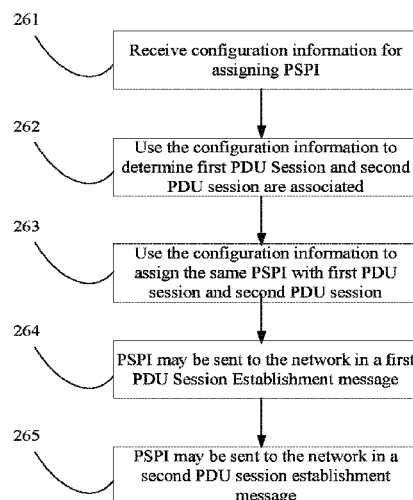 261
Receive configuration information for
assigning PSPI
262
Use the configuration information to
determine first PDU Session and second
PDU session are associated
263
Use the configuration information to
assign the same PSPI with first PDU
session and second PDU session
264
PSPI may be sent to the network in a first
PDU Session Establishment message
265
PSPI may be sent to the network in a
second PDU session establishment
message